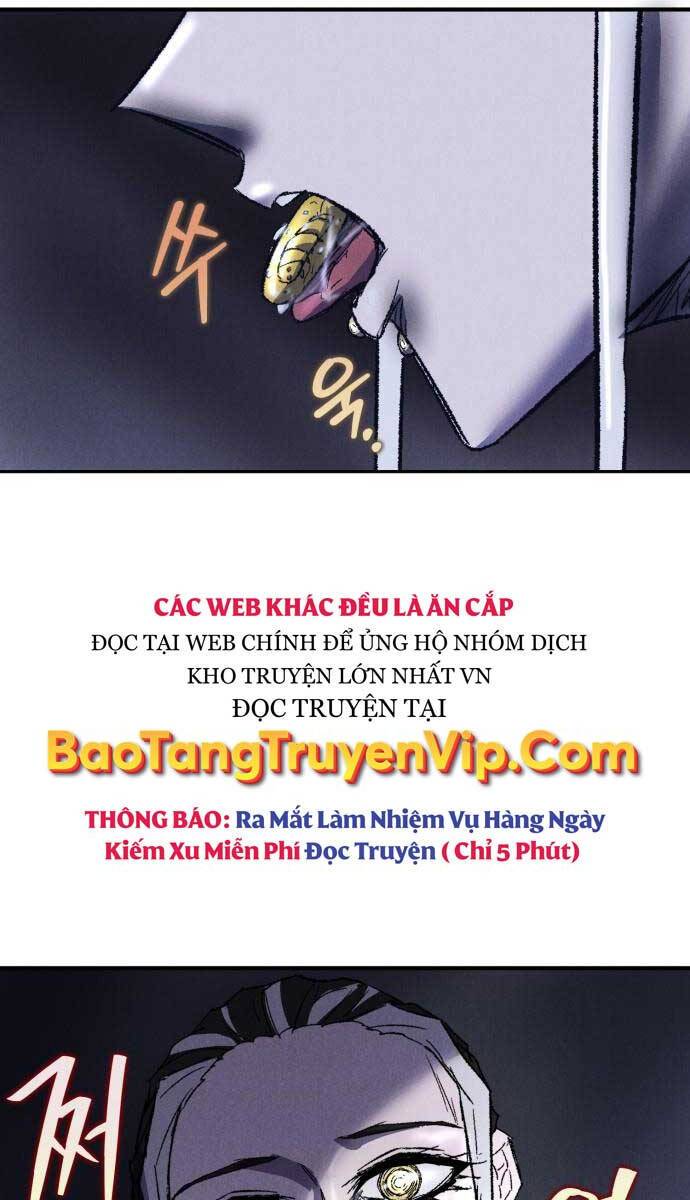 쓰
윽
윽..
CÁC WEB KHÁC ĐỀU LÀ ĂN CẮP
ĐỌC TẠI WEB CHÍNH ĐỂ ỦNG HỘ NHÓM DỊCH
KHO TRUYỆN LỚN NHẤT VN
ĐỌC TRUYỆN TẠI
BaoTangTruyenVip.Com
THÔNG BÁO: Ra Mắt Làm Nhiệm Vụ Hàng Ngày
Kiếm Xu Miễn Phí Đọc Truyện ( Chỉ 5 Phút)
쩌